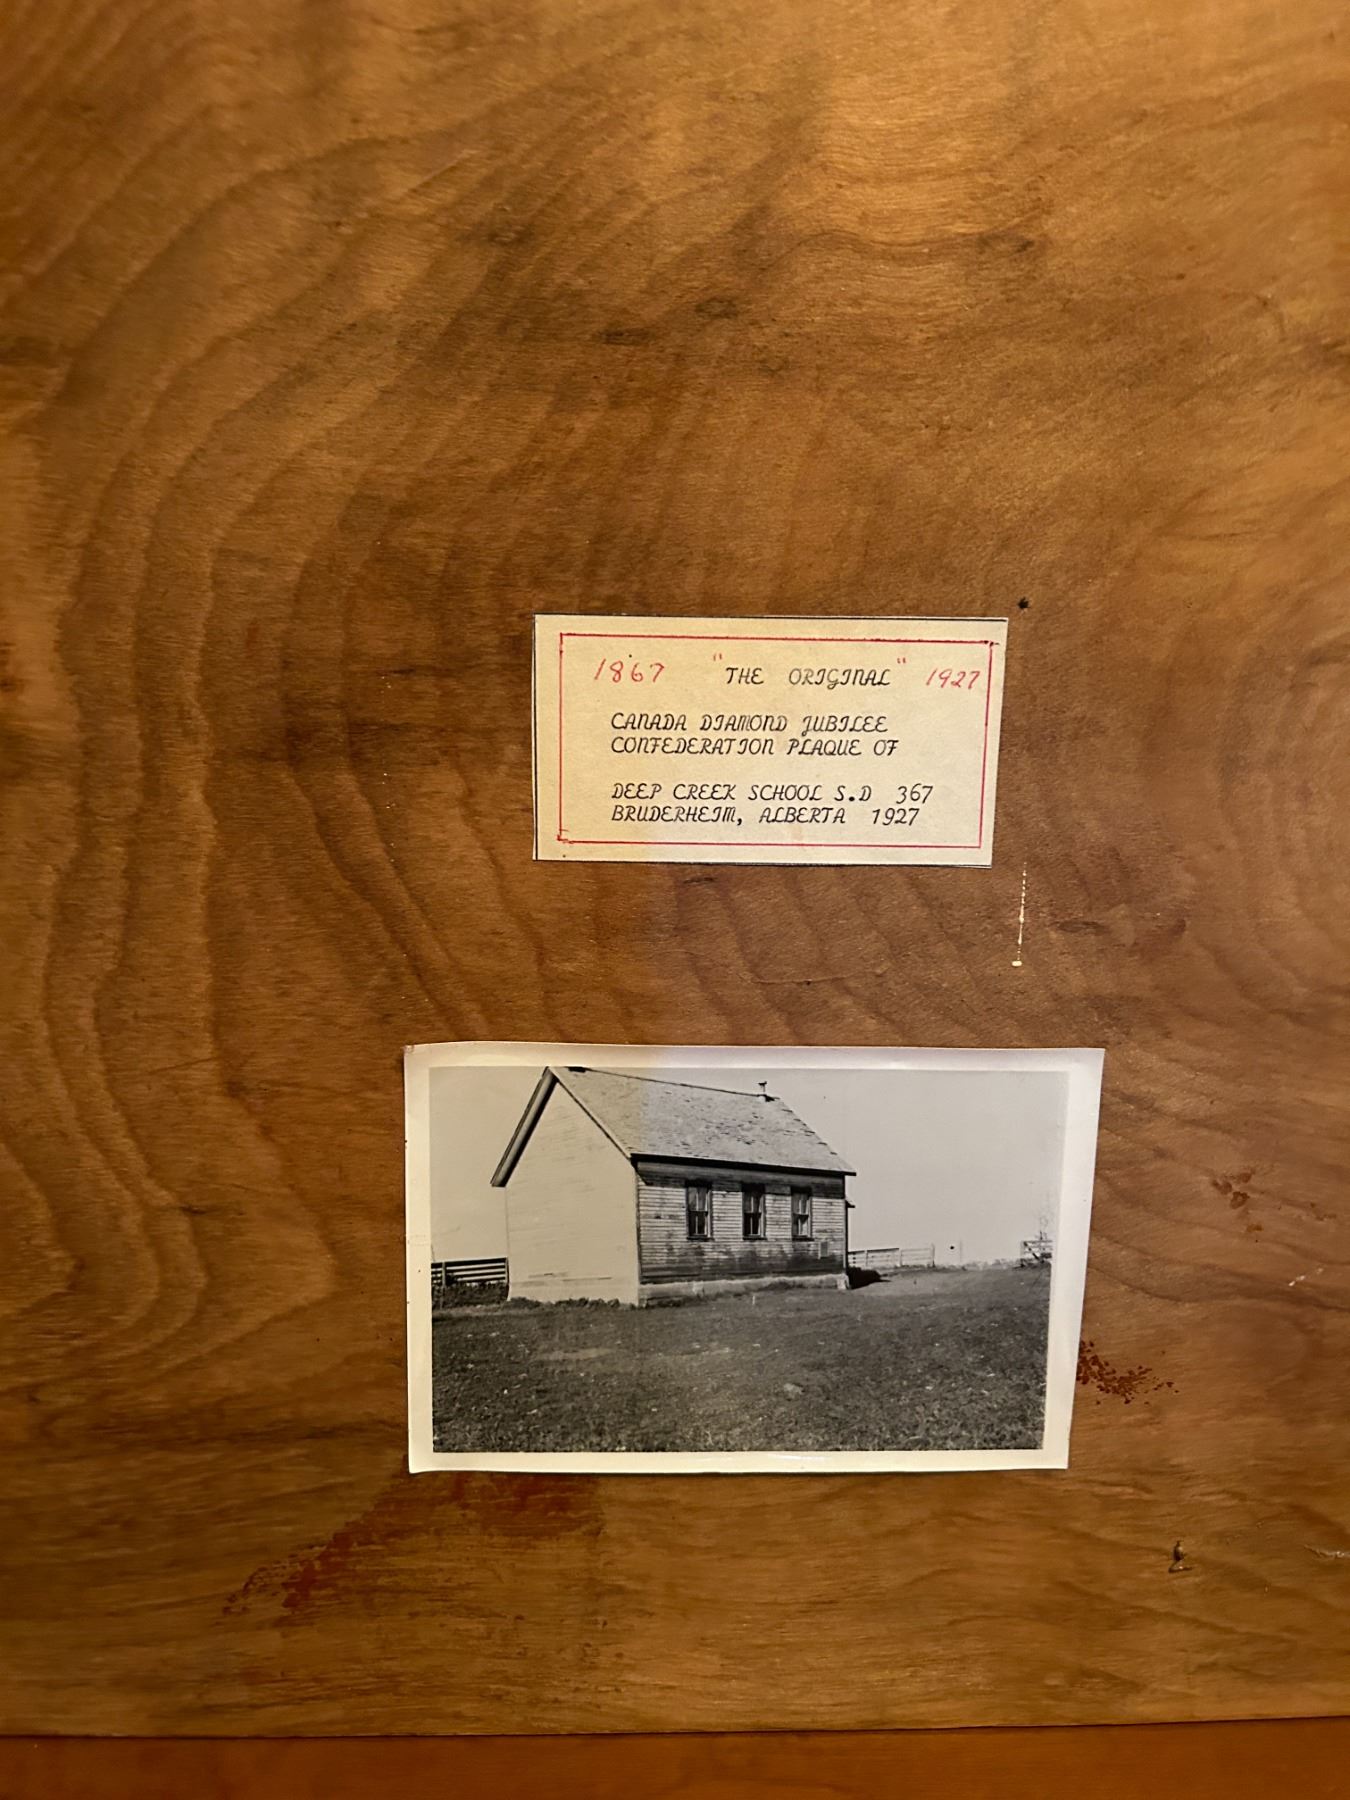 1867 "THE ORIGINAL" 1927
CANADA DIAMOND JUBILEE
CONFEDERATION PLAQUE OF
DEEP CREEK SCHOOL S.D 367
BRUDERHEIM, ALBERTA 1927